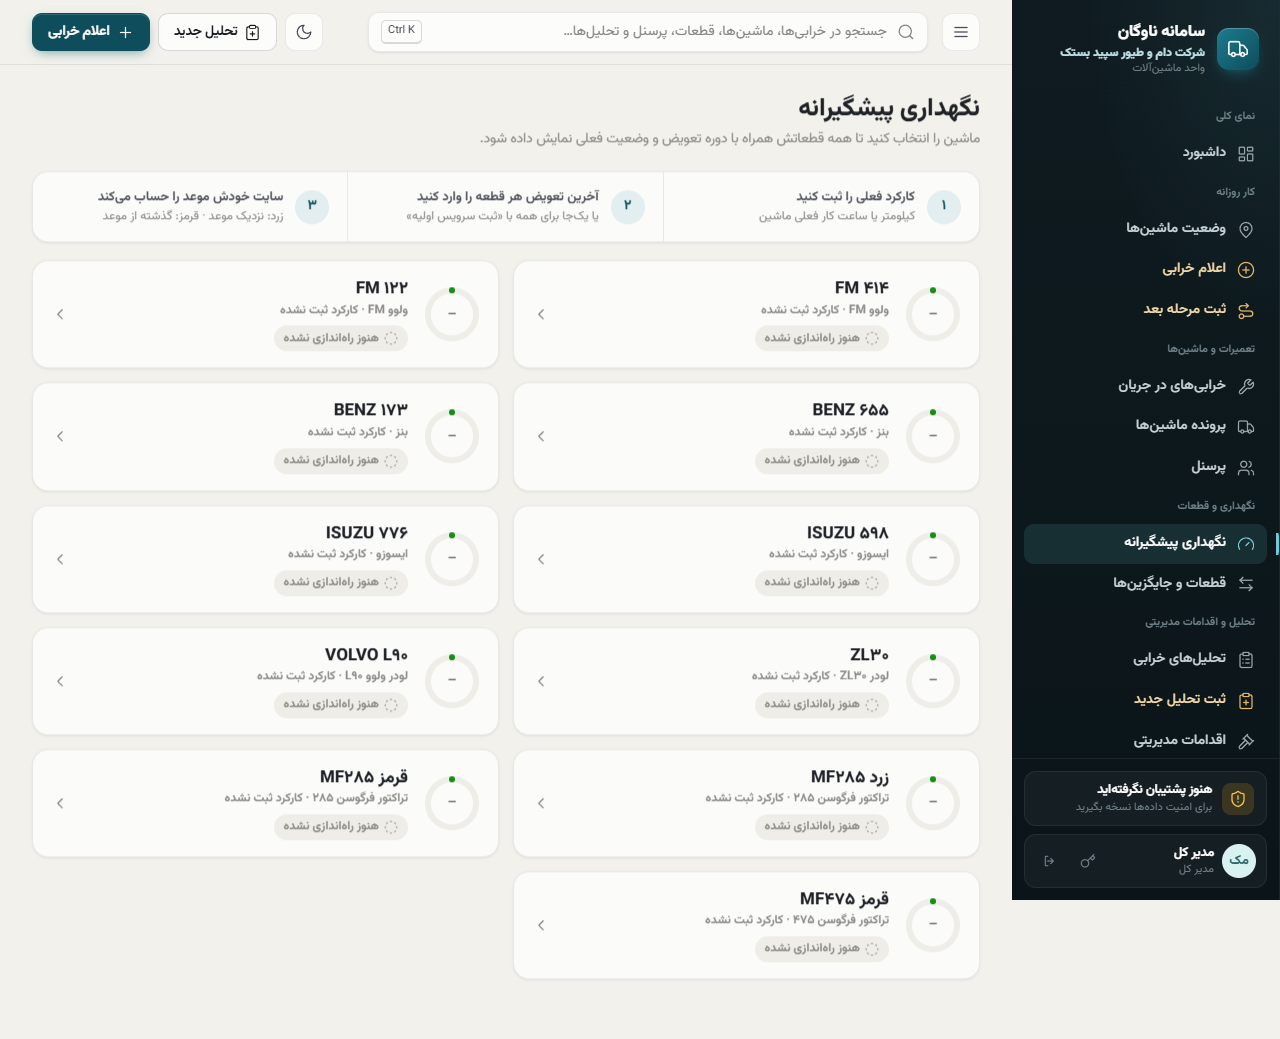 سامانه ناوگان
شرکت دام و طیور سپید بستک
واحد ماشین‌آلات
نمای کلی
داشبورد
کار روزانه
وضعیت ماشین‌ها
اعلام خرابی
ثبت مرحله بعد
تعمیرات و ماشین‌ها
خرابی‌های در جریان
پرونده ماشین‌ها
پرسنل
نگهداری و قطعات
نگهداری پیشگیرانه
قطعات و جایگزین‌ها
تحلیل و اقدامات مدیریتی
تحلیل‌های خرابی
ثبت تحلیل جدید
اقدامات مدیریتی
هنوز پشتیبان نگرفته‌اید
برای امنیت داده‌ها نسخه بگیرید
مک
مدیر کل
مدیر کل
جستجو در خرابی‌ها، ماشین‌ها، قطعات، پرسنل و تحلیل‌ها…
Ctrl K
تحلیل جدید
اعلام خرابی
نگهداری پیشگیرانه
ماشین را انتخاب کنید تا همه قطعاتش همراه با دوره تعویض و وضعیت فعلی نمایش داده شود.
۱
کارکرد فعلی را ثبت کنید
کیلومتر یا ساعت کار فعلی ماشین
۲
آخرین تعویض هر قطعه را وارد کنید
یا یک‌جا برای همه با «ثبت سرویس اولیه»
۳
سایت خودش موعد را حساب می‌کند
زرد: نزدیک موعد · قرمز: گذشته از موعد
–
FM ۴۱۴
ولوو FM · کارکرد ثبت نشده
هنوز راه‌اندازی نشده
–
FM ۱۲۲
ولوو FM · کارکرد ثبت نشده
هنوز راه‌اندازی نشده
–
BENZ ۶۵۵
بنز · کارکرد ثبت نشده
هنوز راه‌اندازی نشده
–
BENZ ۱۷۳
بنز · کارکرد ثبت نشده
هنوز راه‌اندازی نشده
–
ISUZU ۵۹۸
ایسوزو · کارکرد ثبت نشده
هنوز راه‌اندازی نشده
–
ISUZU ۷۷۶
ایسوزو · کارکرد ثبت نشده
هنوز راه‌اندازی نشده
–
ZL۳۰
لودر ZL۳۰ · کارکرد ثبت نشده
هنوز راه‌اندازی نشده
–
VOLVO L۹۰
لودر ولوو L۹۰ · کارکرد ثبت نشده
هنوز راه‌اندازی نشده
–
زرد MF۲۸۵
تراکتور فرگوسن ۲۸۵ · کارکرد ثبت نشده
هنوز راه‌اندازی نشده
–
قرمز MF۲۸۵
تراکتور فرگوسن ۲۸۵ · کارکرد ثبت نشده
هنوز راه‌اندازی نشده
–
قرمز MF۴۷۵
تراکتور فرگوسن ۴۷۵ · کارکرد ثبت نشده
هنوز راه‌اندازی نشده